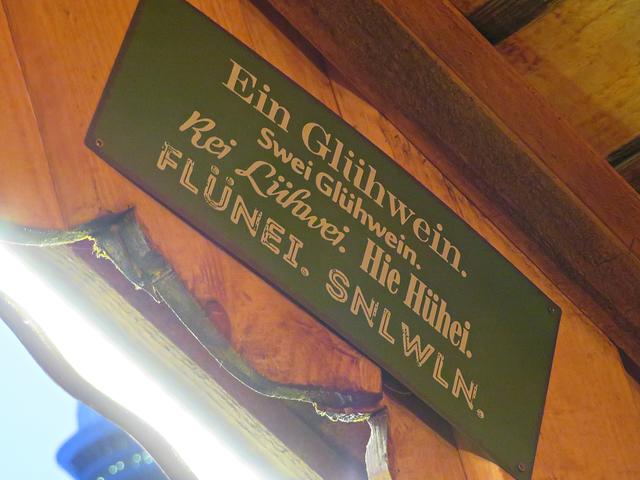 Ein Glühwein.
Swei Glühwein.
Rei Lühwei. Hie Hühei.
FLÜNEI. SNLWLN.